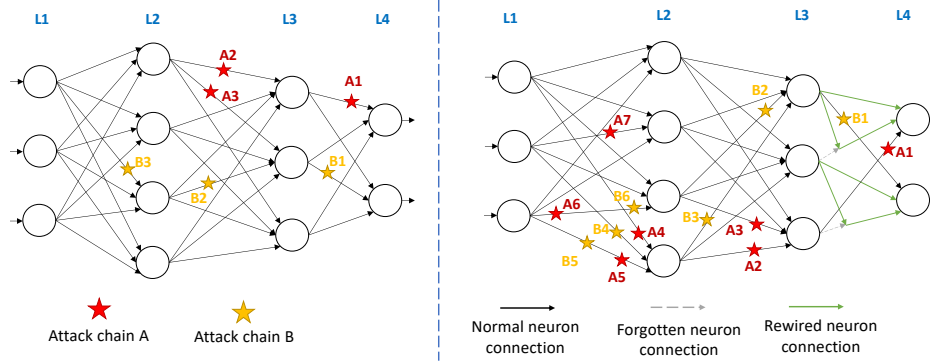 L1 L2 L3 L4
A2
A3
A1
B3
B2
B1
Attack chain A
Attack chain B
L1 L2 L3 L4
B2
B1
A7
A1
A6
B6
B3
B4
A4
A3
B5
A5
A2
Normal neuron
connection
Forgotten neuron
connection
Rewired neuron
connection